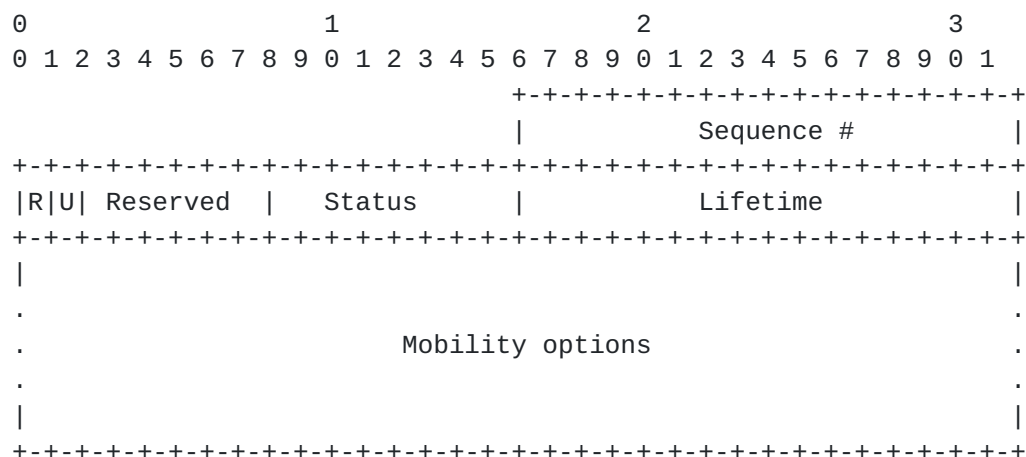 0                   1                   2                   3
0 1 2 3 4 5 6 7 8 9 0 1 2 3 4 5 6 7 8 9 0 1 2 3 4 5 6 7 8 9 0 1
                                +-+-+-+-+-+-+-+-+-+-+-+-+-+-+-+-+
                                |           Sequence #          |
+-+-+-+-+-+-+-+-+-+-+-+-+-+-+-+-+-+-+-+-+-+-+-+-+-+-+-+-+-+-+-+-+
|R|U| Reserved  |   Status      |           Lifetime            |
+-+-+-+-+-+-+-+-+-+-+-+-+-+-+-+-+-+-+-+-+-+-+-+-+-+-+-+-+-+-+-+-+
|                                                               |
.                                                               .
.                        Mobility options                       .
.                                                               .
|                                                               |
+-+-+-+-+-+-+-+-+-+-+-+-+-+-+-+-+-+-+-+-+-+-+-+-+-+-+-+-+-+-+-+-+